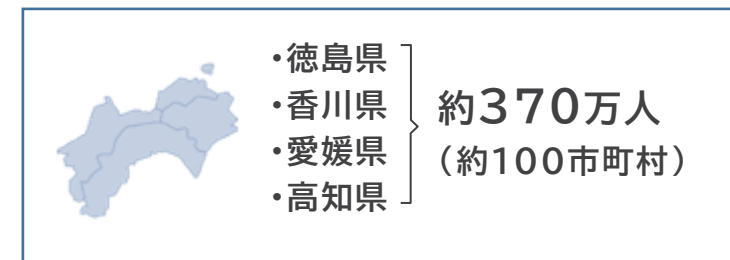 ・徳島県
・香川県
・愛媛県
・高知県
約370万人
（約100市町村）